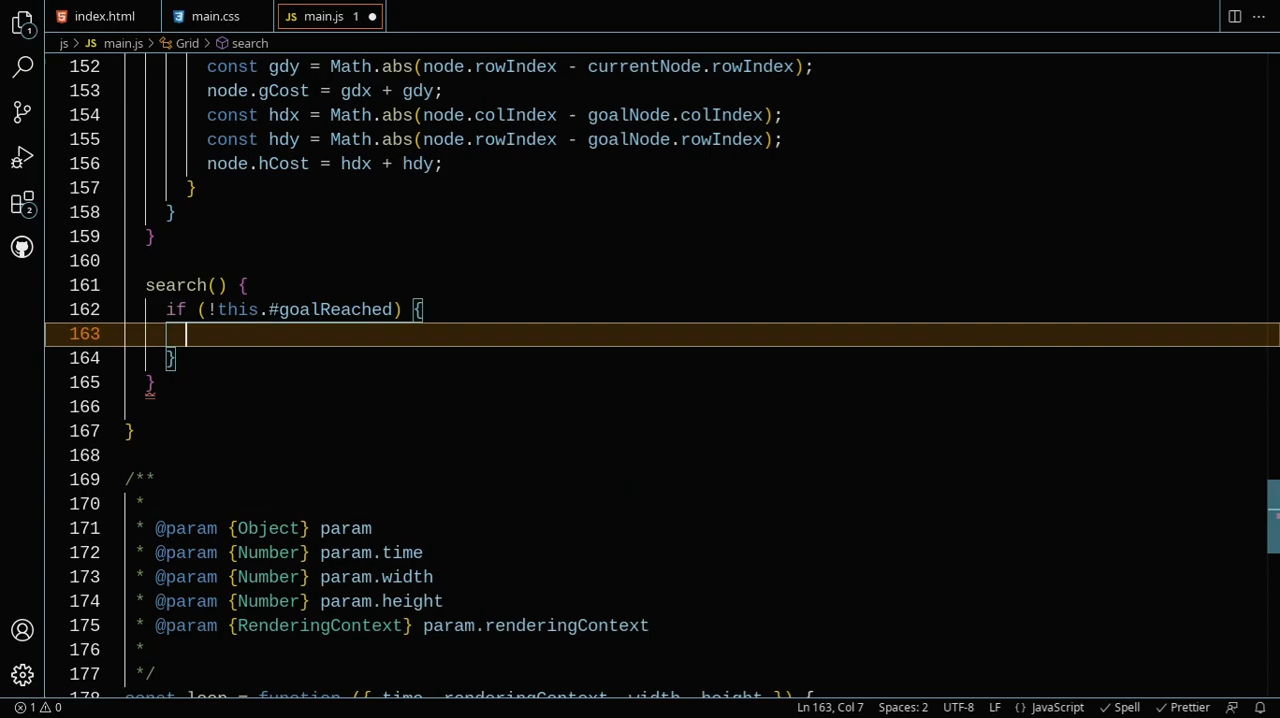 index.html
main.css
JS main.js 1
js > JS main.js > Grid > search
152 const gdy = Math.abs(node.rowIndex - currentNode.rowIndex);
153 node.gCost = gdx + gdy;
154 const hdx = Math.abs(node.colIndex - goalNode.colIndex);
155 const hdy = Math.abs(node.rowIndex - goalNode.rowIndex);
156 node.hCost = hdx + hdy;
157 }
158 }
159 }
160
161 search() {
162 if (!this.#goalReached) {
163
164 }
165 }
166
167 }
168
169 /**
170 *
171 * @param {Object} param
172 * @param {Number} param.time
173 * @param {Number} param.width
174 * @param {Number} param.height
175 * @param {RenderingContext} param.renderingContext
176 *
177 */
178 const loop = function ({ time, renderingContext, width, height }) {
1
2
1 0 Ln 163, Col 7 Spaces: 2 UTF-8 LF {} JavaScript Spell Prettier